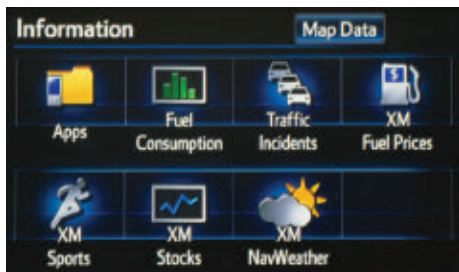 Information
Map Data
Apps
Fuel
Consumption
Traffic
Incidents
XM
Fuel Prices
XM
Sports
XM
Stocks
XM
NavWeather